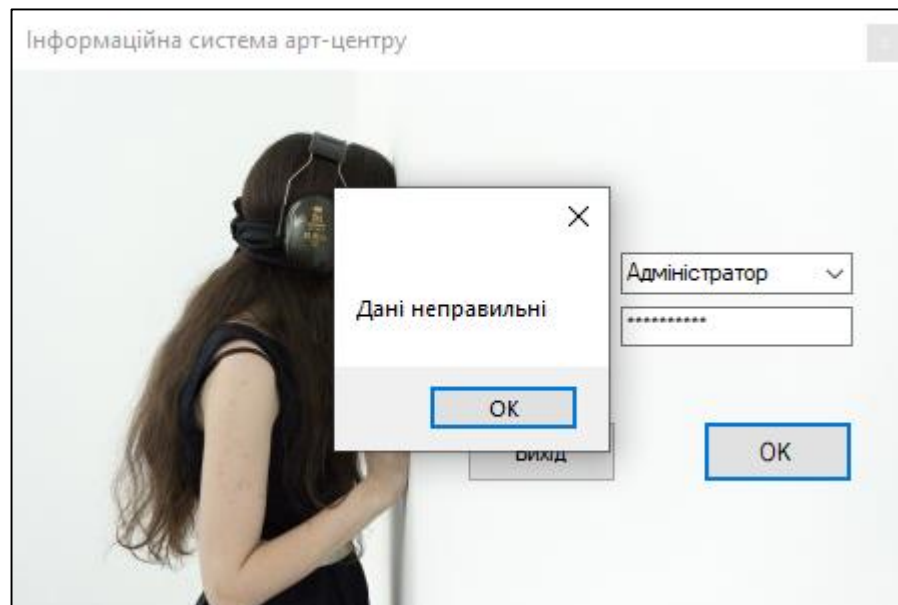 Інформаційна система арт-центру
Адміністратор
Дані неправильні
**********
OK
Вихід
OK